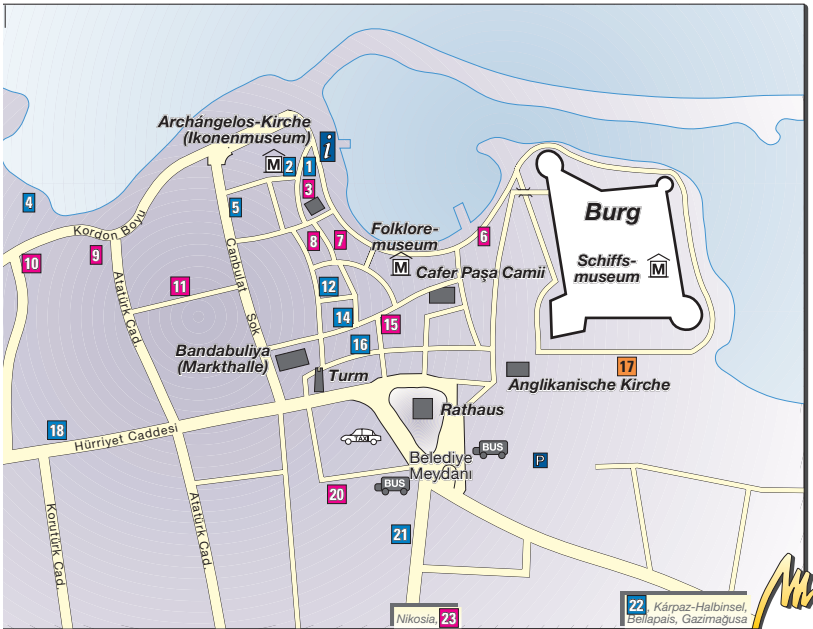 Archángelos-Kirche
(Ikonenmuseum)
i
M
2
1
3
4
5
Burg
Kordon Boyu
Folklore-
museum
8
7
6
9
10
M
Schiffs-
museum
M
Cafer Paşa Camii
Canbulat
Sok
Atatürk Cad.
11
12
14
15
16
Bandabuliya
(Markthalle)
Turm
17
Anglikanische Kirche
Rathaus
18
Hürriyet Caddesi
TAXI
BUS
Belediye
Meydanı
P
BUS
20
Korutürk Cad.
Atatürk Cad.
21
Nikosia, 23
22, Kárpaz-Halbinsel,
Bellapais, Gazimağusa